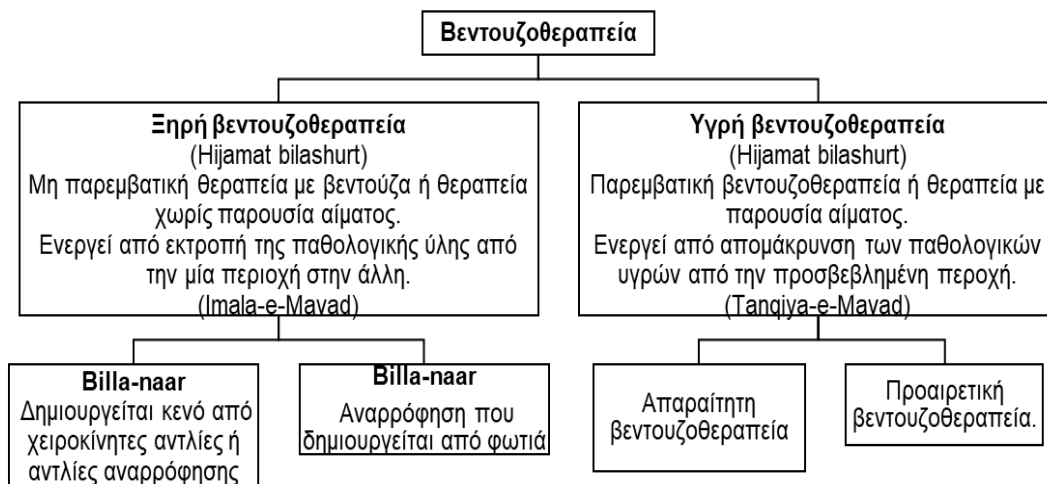 Βεντουζοθεραπεία
Ξηρή βεντουζοθεραπεία
(Hijamat bilashurt)
Μη παρεμβατική θεραπεία με βεντούζα ή θεραπεία
χωρίς παρουσία αίματος.
Ενεργεί από εκτροπή της παθολογικής ύλης από
την μία περιοχή στην άλλη.
(Imala-e-Mavad)
Υγρή βεντουζοθεραπεία
(Hijamat bilashurt)
Παρεμβατική βεντουζοθεραπεία ή θεραπεία με
παρουσία αίματος.
Ενεργεί από απομάκρυνση των παθολογικών
υγρών από την προσβεβλημένη περοχή.
(Tanqiya-e-Mavad)
Billa-naar
Δημιουργείται κενό από
χειροκίνητες αντλίες ή
αντλίες αναρρόφησης
Billa-naar
Αναρρόφηση που
δημιουργείται από φωτιά
Απαραίτητη
βεντουζοθεραπεία
Προαιρετική
βεντουζοθεραπεία.